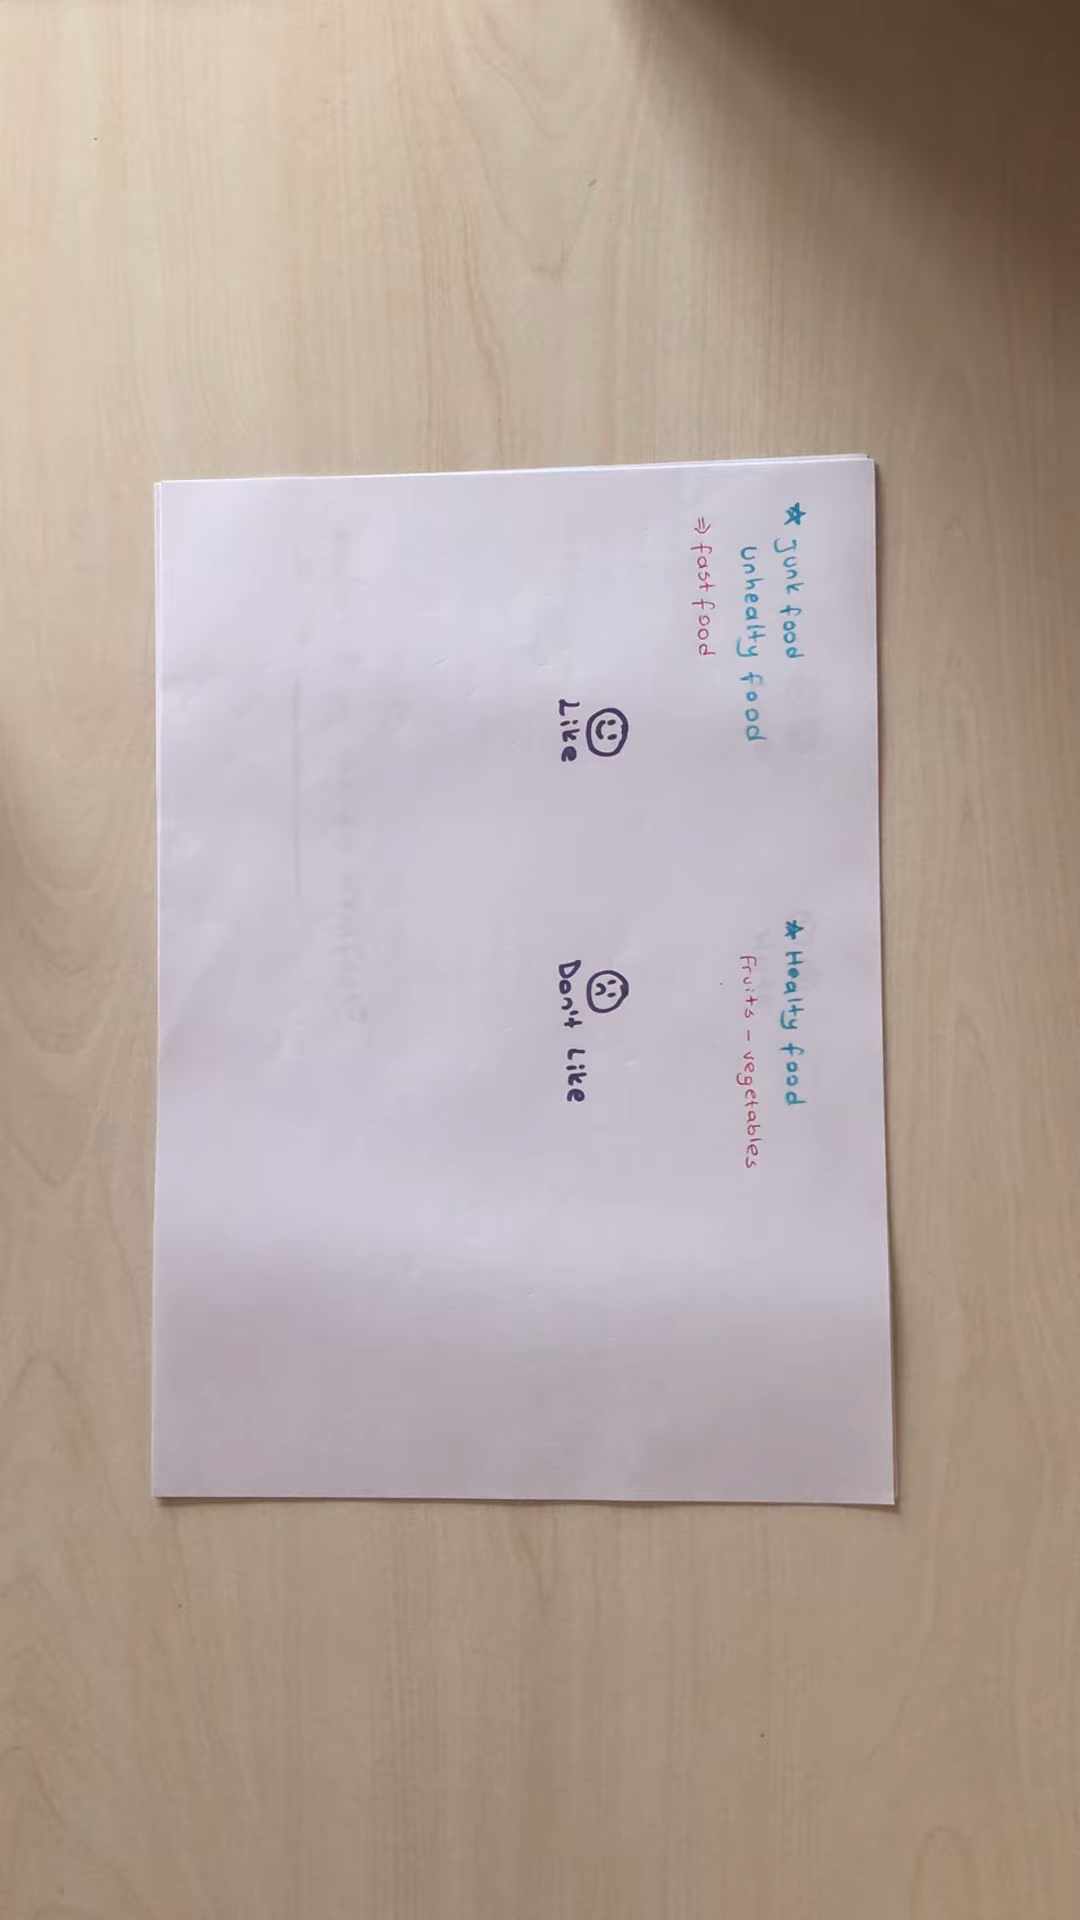 ☆ Junk food
unhealty food
⇒ fast food
☆ Healty food
fruits - vegetables
Like
Don't Like